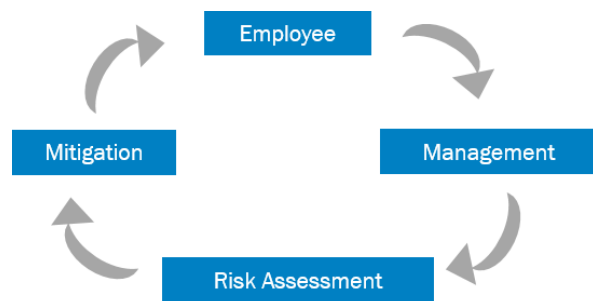 Employee
Mitigation
Management
Risk Assessment